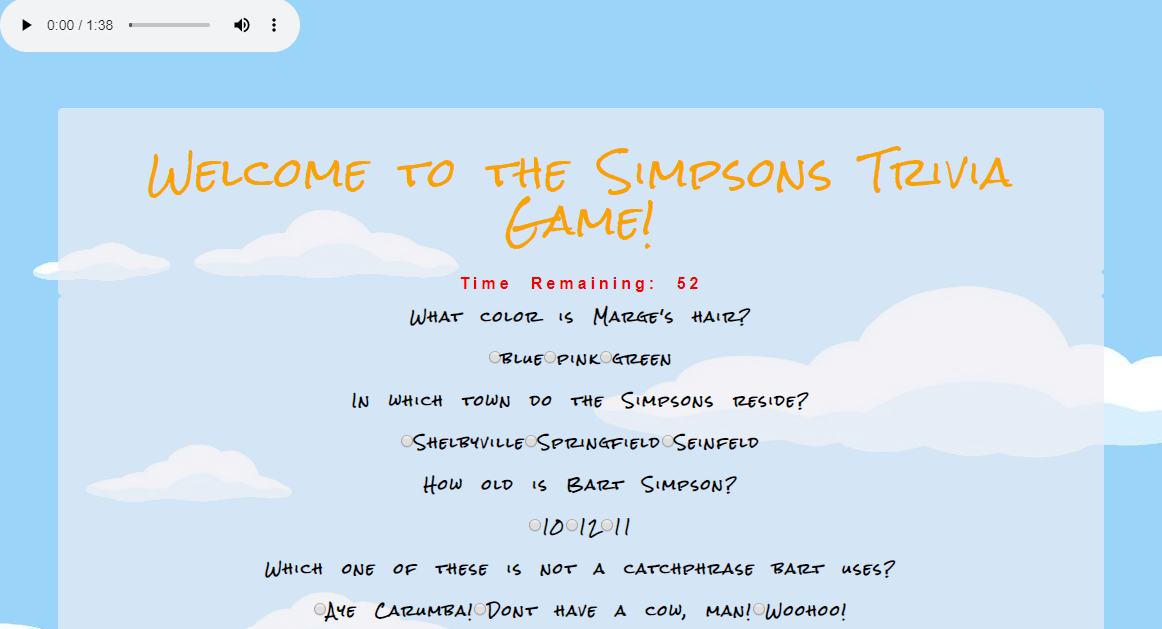 0:00 / 1:38
Welcome to the Simpsons Trivia
Game!
Time Remaining: 52
What color is Marge's hair?
blue pink green
In which town do the Simpsons reside?
Shelbyville Springfield Seinfeld
How old is Bart Simpson?
10 12 11
Which one of these is not a catchphrase bart uses?
Aye Carumba! Dont have a cow, man! Woohoo!